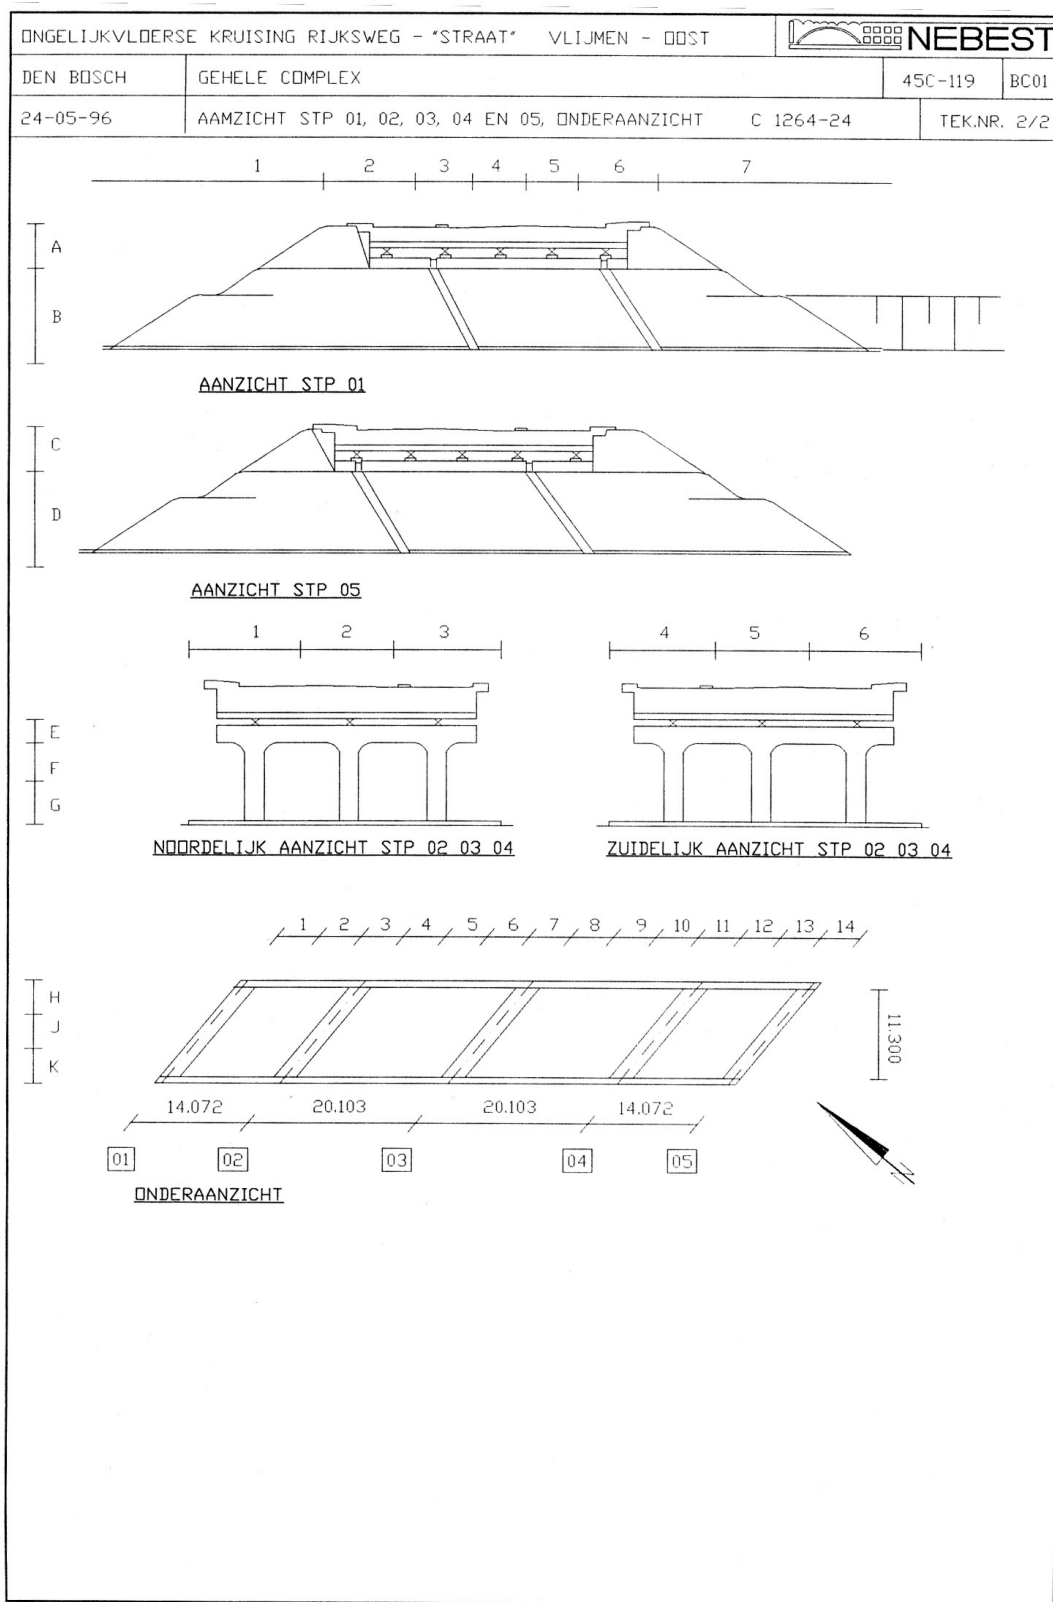 ONGELIJKVLOERSE KRUISING RIJKSWEG - "STRAAT" VLIJMEN - OOST
NEBEST
DEN BOSCH GEHELE COMPLEX 45C-119 BC01
24-05-96 AAMZICHT STP 01, 02, 03, 04 EN 05, ONDERAANZICHT C 1264-24 TEK.NR. 2/2
1 2 3 4 5 6 7
A
B
AANZICHT STP 01
C
D
AANZICHT STP 05
1 2 3 4 5 6
E
F
G
NOORDELIJK AANZICHT STP 02 03 04 ZUIDELIJK AANZICHT STP 02 03 04
1 2 3 4 5 6 7 8 9 10 11 12 13 14
H
J
K
11.300
14.072 20.103 20.103 14.072
01 02 03 04 05
N
ONDERAANZICHT